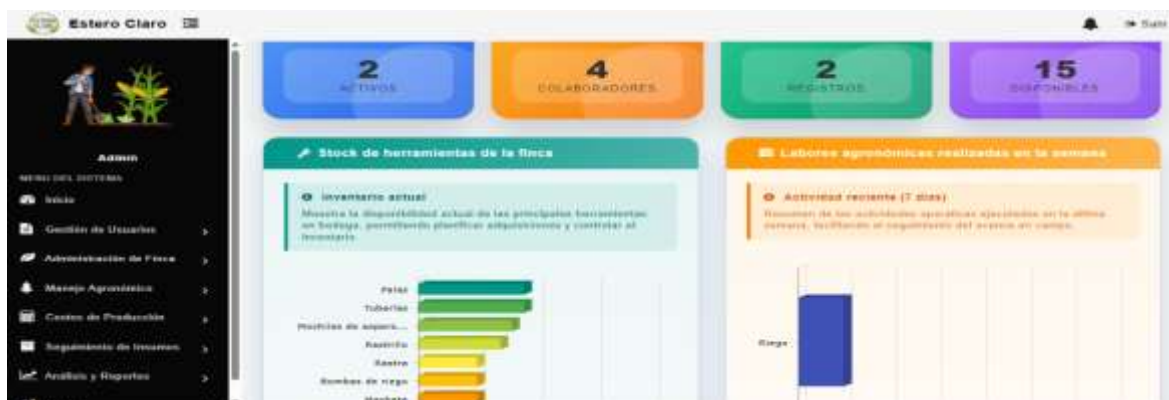 Estero Claro
Salir
Admin
MENU DEL SISTEMA
Inicio
Gestión de Usuarios
Administración de Finca
Manejo Agronómico
Costos de Producción
Seguimiento de Insumos
Análisis y Reportes
2
ACTIVOS
4
COLABORADORES
2
REGISTROS
15
DISPONIBLES
Stock de herramientas de la finca
Inventario actual
Muestra la disponibilidad actual de las principales herramientas
en bodega, permitiendo planificar adquisiciones y controlar el
inventario.
Palas
Tuberías
Mochilas de aspers...
Rastrillo
Rastra
Bombas de riego
Machete
Labores agronómicas realizadas en la semana
Actividad reciente (7 días)
Resumen de las actividades operativas ejecutadas en la última
semana, facilitando el seguimiento del avance en campo.
Riego